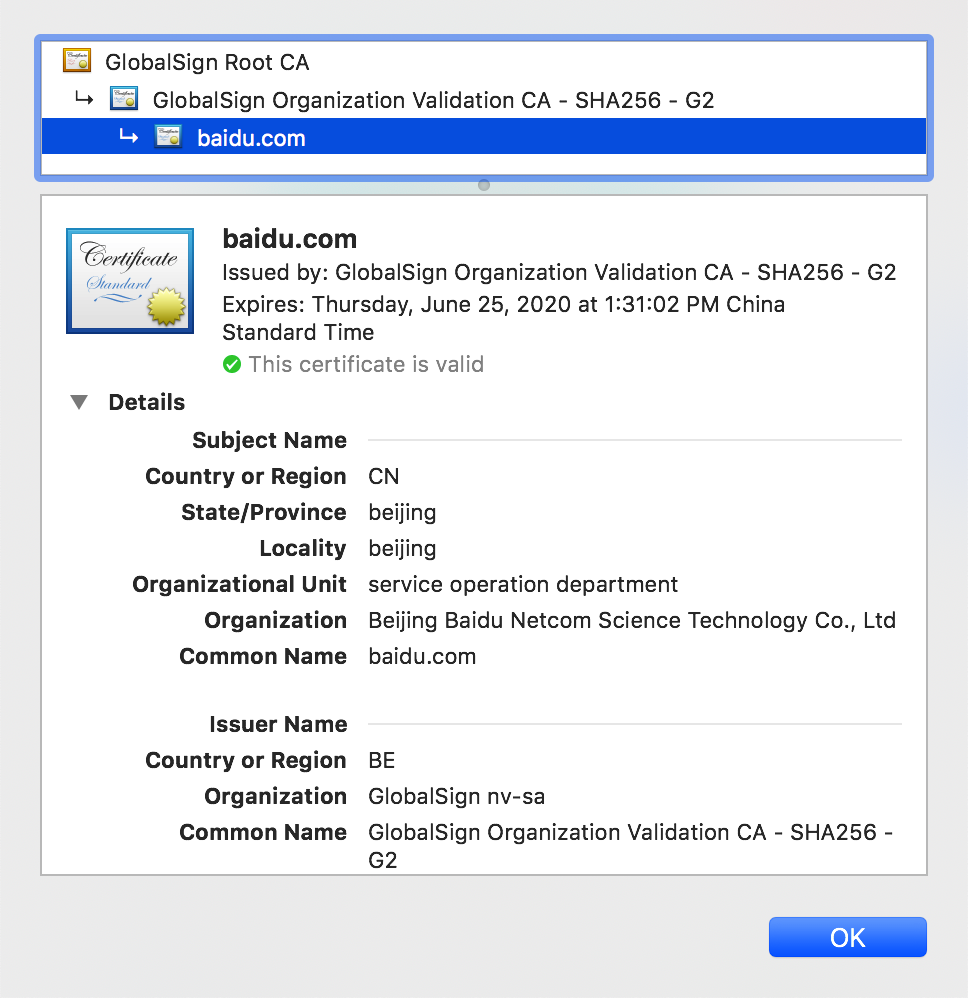 GlobalSign Root CA
GlobalSign Organization Validation CA - SHA256 - G2
baidu.com
Certificate
Standard
baidu.com
Issued by: GlobalSign Organization Validation CA - SHA256 - G2
Expires: Thursday, June 25, 2020 at 1:31:02 PM China
Standard Time
This certificate is valid
Details
Subject Name
Country or Region CN
State/Province beijing
Locality beijing
Organizational Unit service operation department
Organization Beijing Baidu Netcom Science Technology Co., Ltd
Common Name baidu.com
Issuer Name
Country or Region BE
Organization GlobalSign nv-sa
Common Name GlobalSign Organization Validation CA - SHA256 -
G2
OK